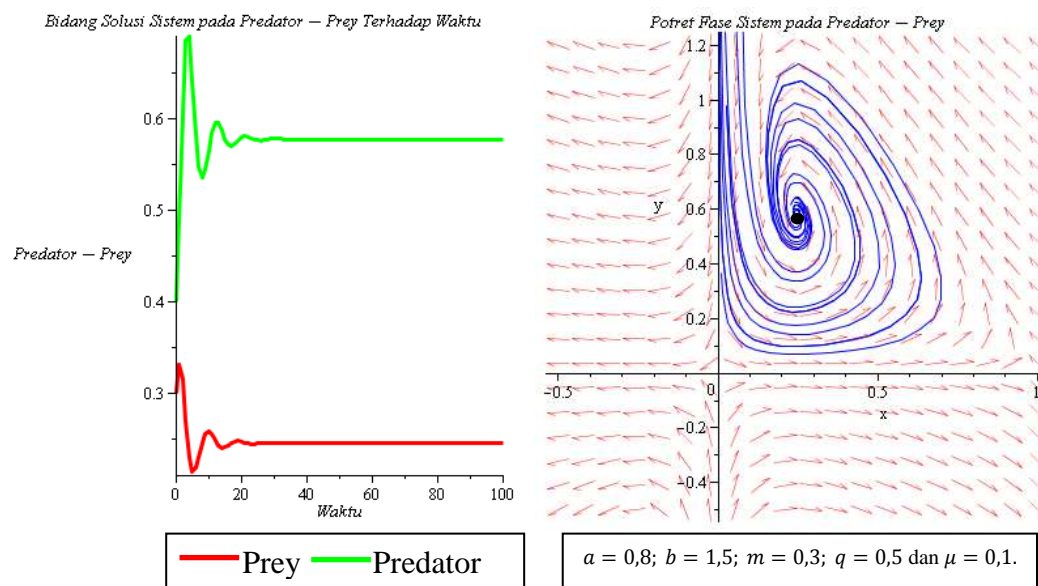 Bidang Solusi Sistem pada Predator – Prey Terhadap Waktu
0.6
0.5
Predator – Prey
0.4
0.3
0 20 40 60 80 100
Waktu
Prey Predator
Potret Fase Sistem pada Predator – Prey
1.2
1
0.8
y 0.6
0.4
0.2
-0.5 0 0.5 1
x
-0.2
-0.4
a = 0,8; b = 1,5; m = 0,3; q = 0,5 dan μ = 0,1.